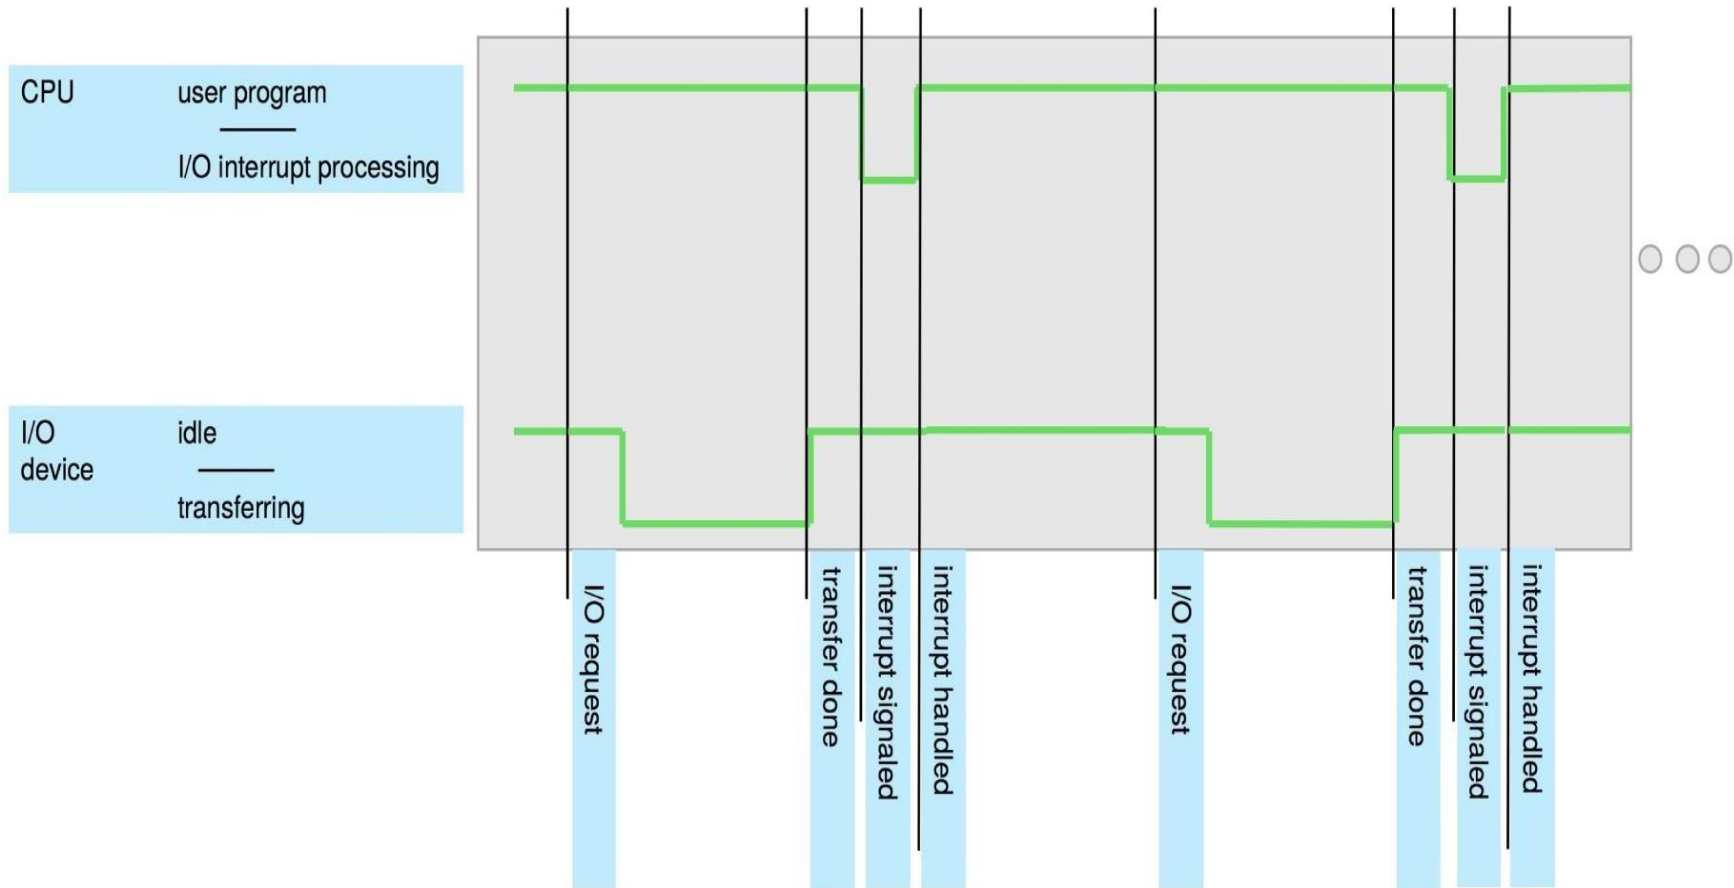 CPU
user program
I/O interrupt processing
I/O
device
idle
transferring
I/O request
transfer done
interrupt signaled
interrupt handled
I/O request
transfer done
interrupt signaled
interrupt handled